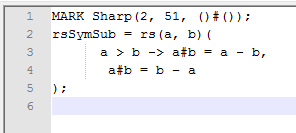 1 MARK Sharp(2, 51, ()#());
2 rsSymSub = rs(a, b)(
3 a > b -> a#b = a - b,
4 a#b = b - a
5 );
6